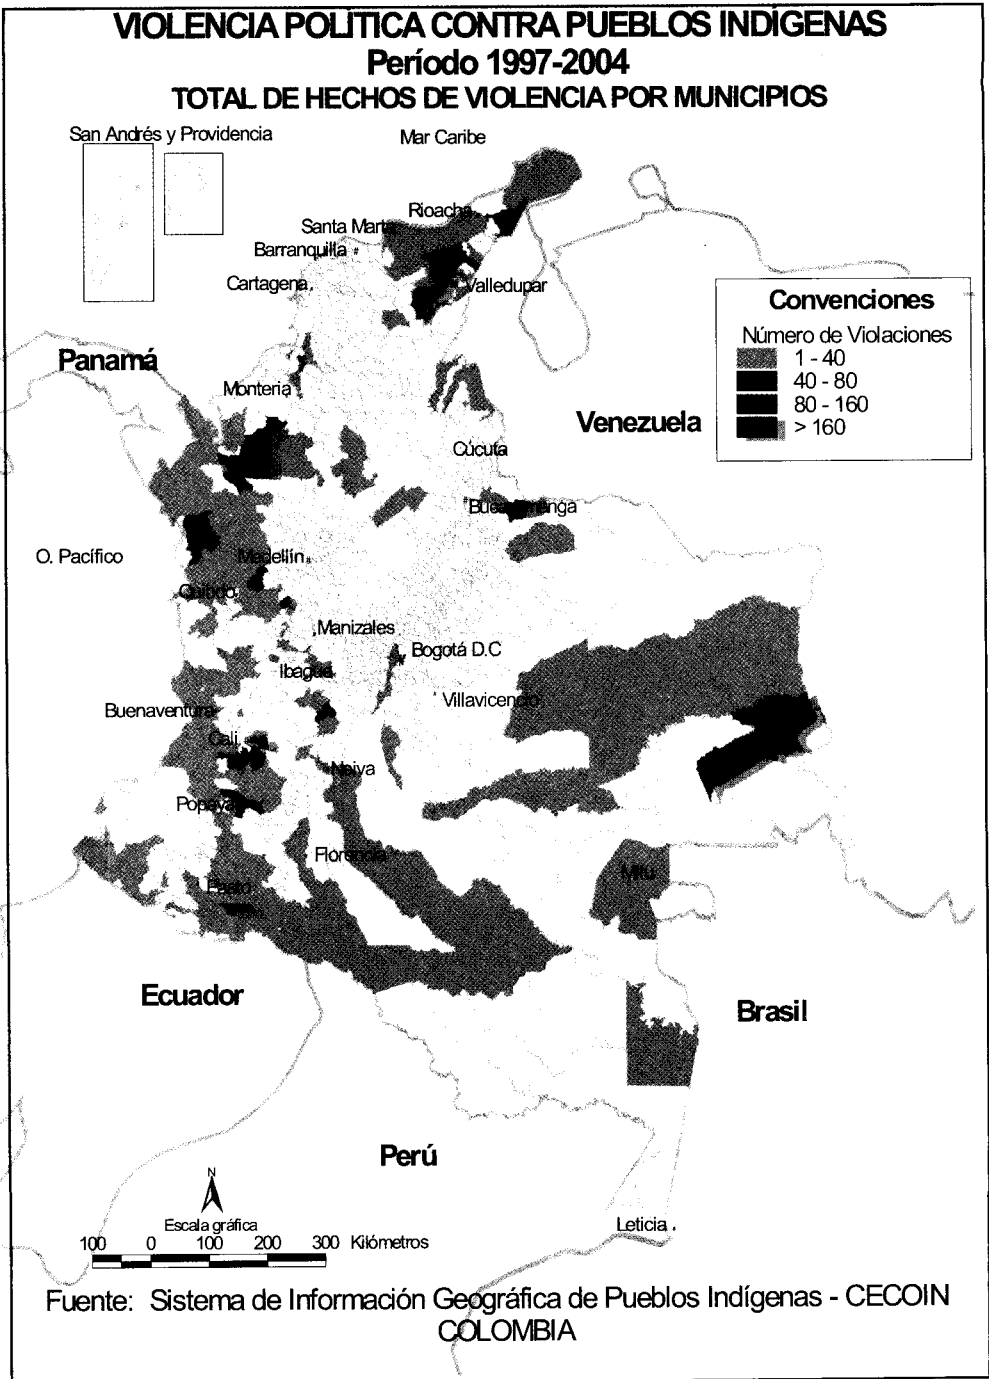 VIOLENCIA POLITICA CONTRA PUEBLOS INDÍGENAS
Período 1997-2004
TOTAL DE HECHOS DE VIOLENCIA POR MUNICIPIOS
San Andrés y Providencia
Mar Caribe
Rioacha
Santa Marta
Barranquilla
Cartagena
Valledupar
Convenciones
Número de Violaciones
1 - 40
40 - 80
80 - 160
> 160
Panamá
Montería
Venezuela
Cúcuta
Bucaramanga
O. Pacífico
Medellín
Quibdo
Manizales
Bogotá D.C
Ibagué
Villavicencio
Buenaventura
Cali
Neiva
Popaya
Florencia
Mitú
Pasto
Ecuador
Brasil
Perú
N
Escala gráfica
100 0 100 200 300 Kilómetros
Leticia
Fuente: Sistema de Información Geográfica de Pueblos Indígenas - CECOIN
COLOMBIA